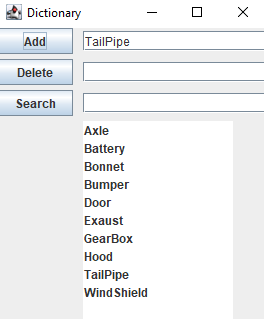 Dictionary
Add
TailPipe
Delete
Search
Axle
Battery
Bonnet
Bumper
Door
Exaust
GearBox
Hood
TailPipe
WindShield